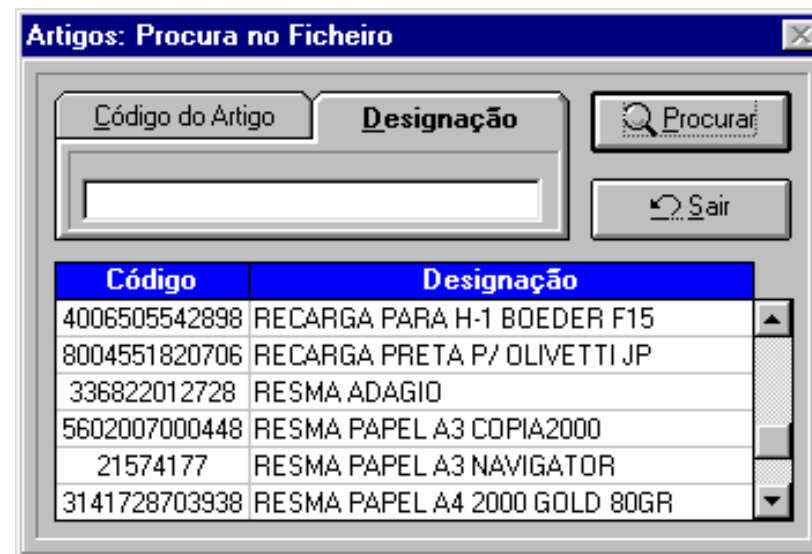 Artigos: Procura no Ficheiro
Código do Artigo Designação Procurar
Sair
Código Designação
4006505542898 RECARGA PARA H-1 BOEDER F15
8004551820706 RECARGA PRETA P/ OLIVETTI JP
336822012728 RESMA ADAGIO
5602007000448 RESMA PAPEL A3 COPIA2000
21574177 RESMA PAPEL A3 NAVIGATOR
3141728703938 RESMA PAPEL A4 2000 GOLD 80GR